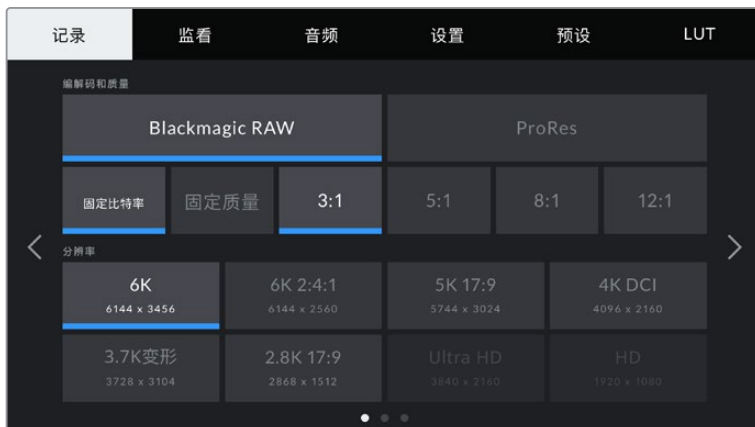 记录 监看 音频 设置 预设 LUT
编解码和质量
Blackmagic RAW ProRes
固定比特率 固定质量 3:1 5:1 8:1 12:1
分辨率
6K 6K 2:4:1 5K 17:9 4K DCI
6144 x 3456 6144 x 2560 5744 x 3024 4096 x 2160
3.7K变形 2.8K 17:9 Ultra HD HD
3728 x 3104 2868 x 1512 3840 x 2160 1920 x 1080